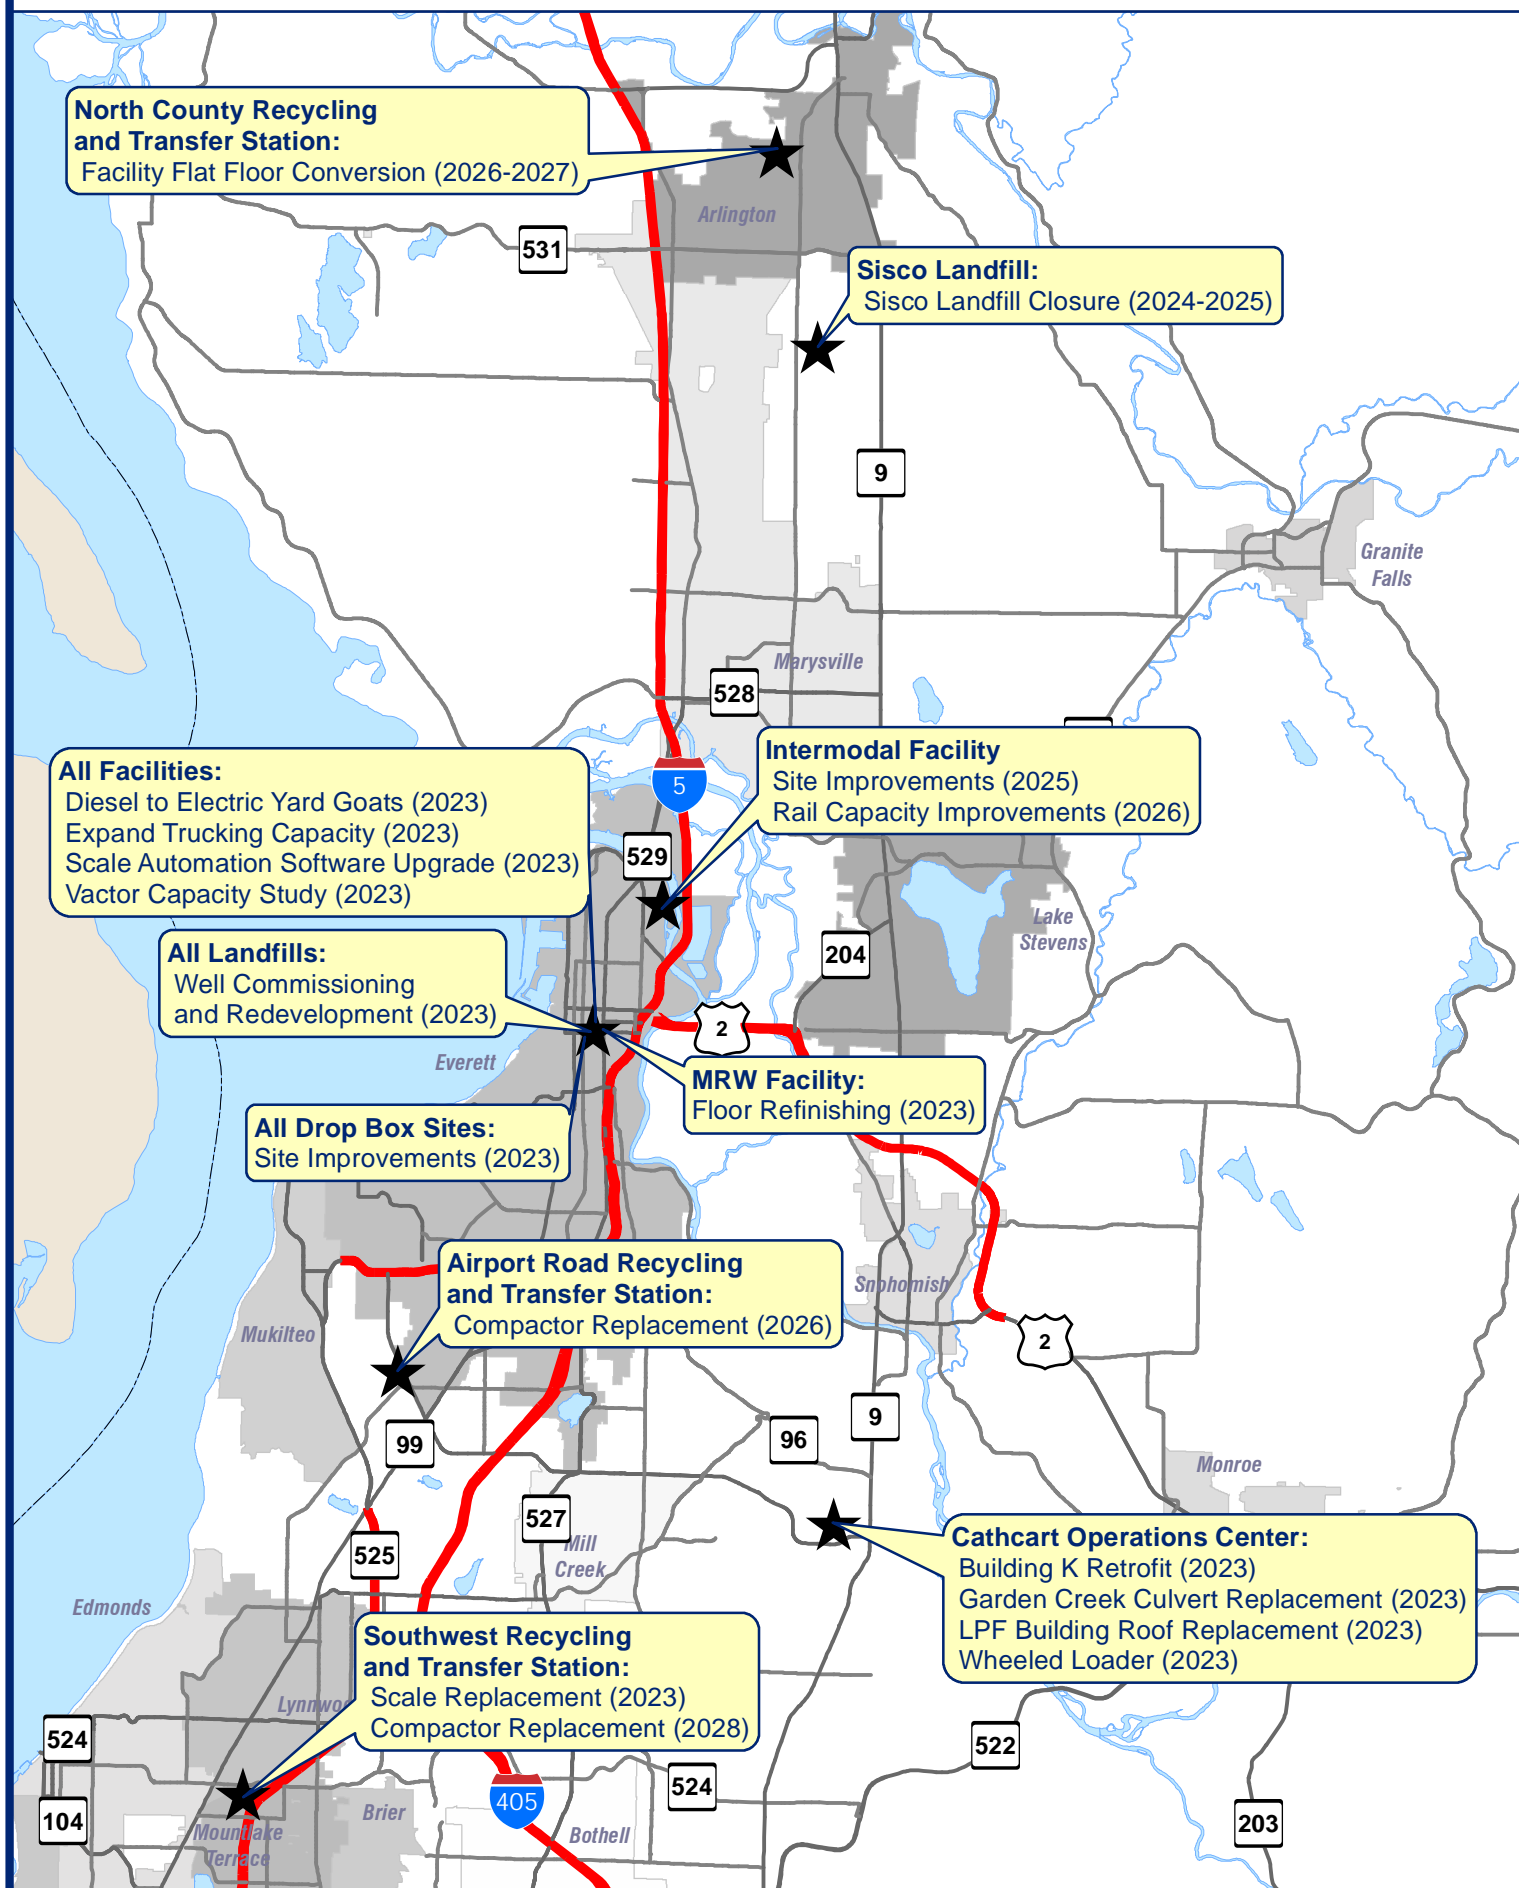 North County Recycling
and Transfer Station:
Facility Flat Floor Conversion (2026-2027)
Arlington
531
Sisco Landfill:
Sisco Landfill Closure (2024-2025)
9
Granite
Falls
Marysville
528
Intermodal Facility
Site Improvements (2025)
Rail Capacity Improvements (2026)
All Facilities:
Diesel to Electric Yard Goats (2023)
Expand Trucking Capacity (2023)
Scale Automation Software Upgrade (2023)
Vactor Capacity Study (2023)
5
529
Lake
Stevens
204
All Landfills:
Well Commissioning
and Redevelopment (2023)
2
Everett
MRW Facility:
Floor Refinishing (2023)
All Drop Box Sites:
Site Improvements (2023)
Airport Road Recycling
and Transfer Station:
Compactor Replacement (2026)
Snohomish
Mukilteo
2
99
96
9
Monroe
527
Mill
Creek
525
Cathcart Operations Center:
Building K Retrofit (2023)
Garden Creek Culvert Replacement (2023)
LPF Building Roof Replacement (2023)
Wheeled Loader (2023)
Edmonds
Southwest Recycling
and Transfer Station:
Scale Replacement (2023)
Compactor Replacement (2028)
524
522
524
405
104
Brier
Bothell
203
Mountlake
Terrace